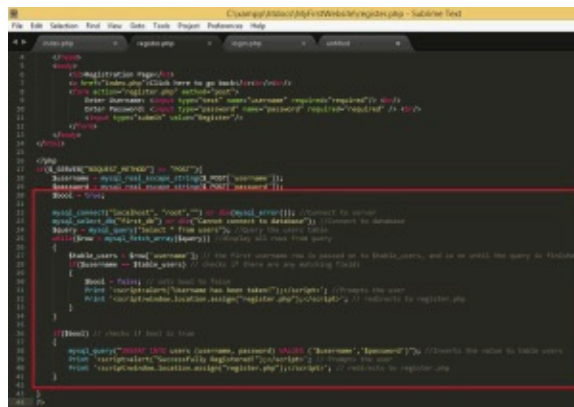 C:\xampp\htdocs\MyFirstWebsite\register.php - Sublime Text
File Edit Selection Find View Goto Tools Project Preferences Help
index.php register.php login.php untitled
</head>
<body>
<h2>Registration Page</h2>
<a href="index.php">Click here to go back</a><br/><br/>
<form action="register.php" method="post">
Enter Username: <input type="text" name="username" required="required"/> <br/>
Enter Password: <input type="password" name="password" required="required" /> <br/>
<input type="submit" value="Register"/>
</form>
</body>
</html>
<?php
if($_SERVER["REQUEST_METHOD"] == "POST"){
$username = mysql_real_escape_string($_POST['username']);
$password = mysql_real_escape_string($_POST['password']);
$bool = true;
mysql_connect("localhost", "root","") or die(mysql_error()); //Connect to server
mysql_select_db("first_db") or die("Cannot connect to database"); //Connect to database
$query = mysql_query("Select * from users"); //Query the users table
while($row = mysql_fetch_array($query)) //display all rows from query
{
$table_users = $row['username']; // the first username row is passed on to $table_users, and so on until the query is finished
if($username == $table_users) // checks if there are any matching fields
{
$bool = false; // sets bool to false
Print '<script>alert("Username has been taken!");</script>'; //Prompts the user
Print '<script>window.location.assign("register.php");</script>'; // redirects to register.php
}
}
if($bool) // checks if bool is true
{
mysql_query("INSERT INTO users (username, password) VALUES ('$username','$password')"); //Inserts the value to table users
Print '<script>alert("Successfully Registered!");</script>'; // Prompts the user
Print '<script>window.location.assign("register.php");</script>'; // redirects to register.php
}
}
?>